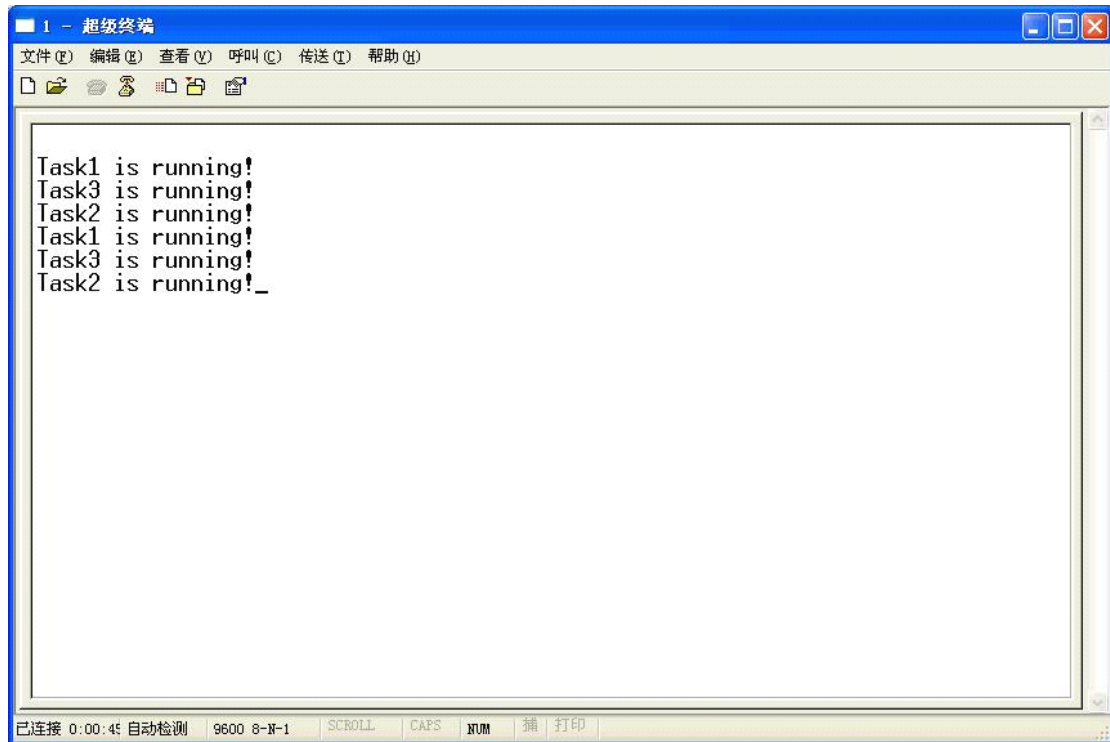 1 - 超级终端
文件(F) 编辑(E) 查看(V) 呼叫(C) 传送(T) 帮助(H)
Task1 is running!
Task3 is running!
Task2 is running!
Task1 is running!
Task3 is running!
Task2 is running!_
已连接 0:00:45 自动检测 9600 8-N-1 SCROLL CAPS NUM 捕 打印